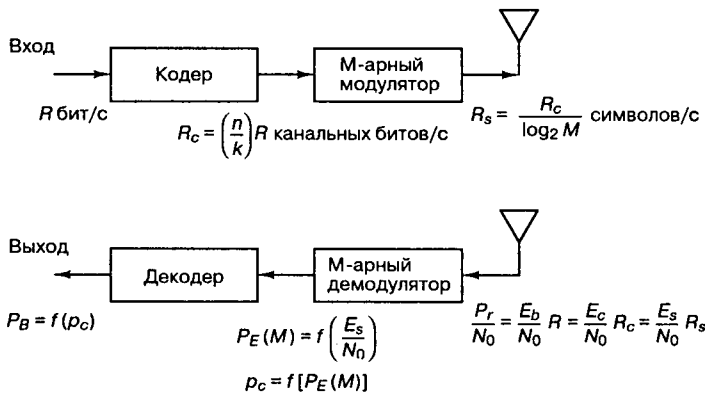 Вход
Кодер
M-арный
модулятор
R бит/с
R_c = (n/k) R канальных битов/с
R_s = R_c / log₂ M символов/с
Выход
Декодер
M-арный
демодулятор
P_B = f(p_c)
P_E(M) = f(E_s/N_0)
p_c = f[P_E(M)]
P_r/N_0 = E_b/N_0 R = E_c/N_0 R_c = E_s/N_0 R_s